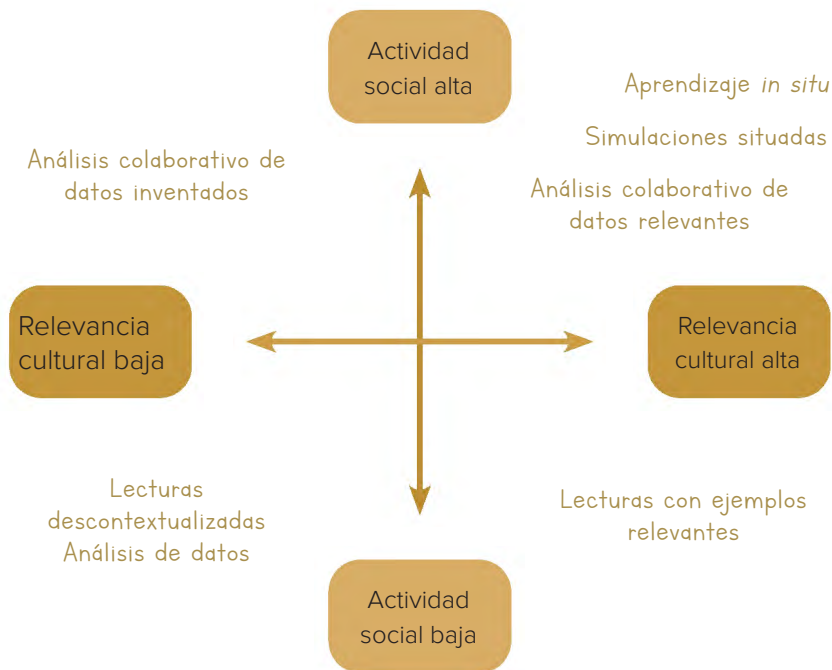 Actividad
social alta
Aprendizaje in situ
Simulaciones situadas
Análisis colaborativo de
datos inventados
Análisis colaborativo de
datos relevantes
Relevancia
cultural baja
Relevancia
cultural alta
Lecturas
descontextualizadas
Análisis de datos
Lecturas con ejemplos
relevantes
Actividad
social baja